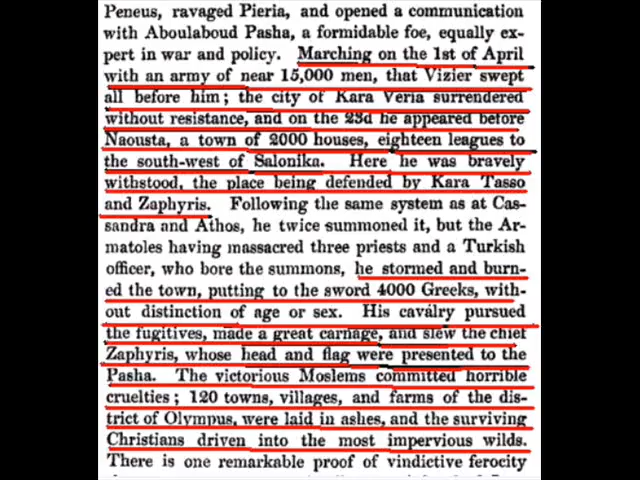 Peneus, ravaged Pieria, and opened a communication
with Aboulaboud Pasha, a formidable foe, equally ex-
pert in war and policy. Marching on the 1st of April
with an army of near 15,000 men, that Vizier swept
all before him; the city of Kara Veria surrendered
without resistance, and on the 23d he appeared before
Naousta, a town of 2000 houses, eighteen leagues to
the south-west of Salonika. Here he was bravely
withstood, the place being defended by Kara Tasso
and Zaphyris. Following the same system as at Cas-
sandra and Athos, he twice summoned it, but the Ar-
matoles having massacred three priests and a Turkish
officer, who bore the summons, he stormed and burn-
ed the town, putting to the sword 4000 Greeks, with-
out distinction of age or sex. His cavalry pursued
the fugitives, made a great carnage, and slew the chief
Zaphyris, whose head and flag were presented to the
Pasha. The victorious Moslems committed horrible
cruelties; 120 towns, villages, and farms of the dis-
trict of Olympus, were laid in ashes, and the surviving
Christians driven into the most impervious wilds.
There is one remarkable proof of vindictive ferocity